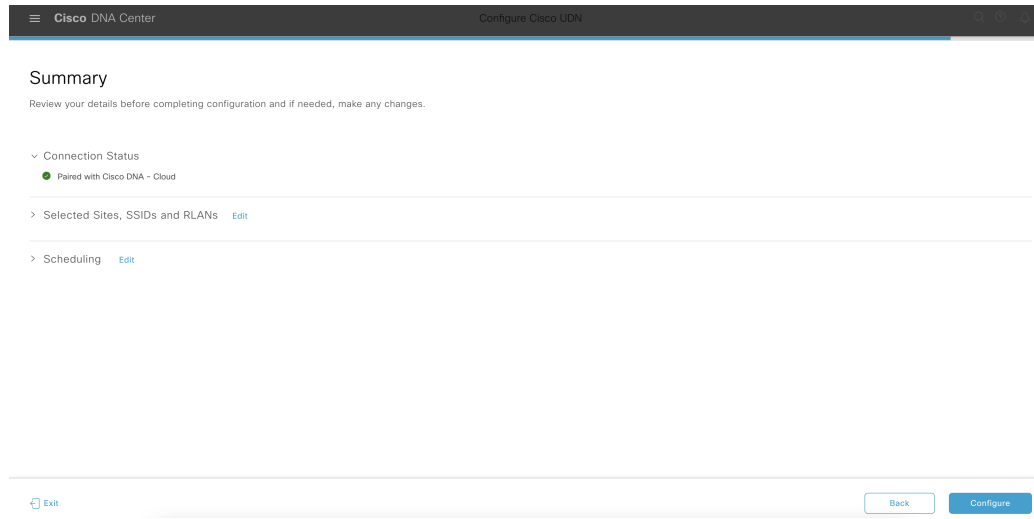 Cisco DNA Center
Configure Cisco UDN
Summary
Review your details before completing configuration and if needed, make any changes.
Connection Status
Paired with Cisco DNA - Cloud
Selected Sites, SSIDs and RLANs Edit
Scheduling Edit
Exit
Back
Configure